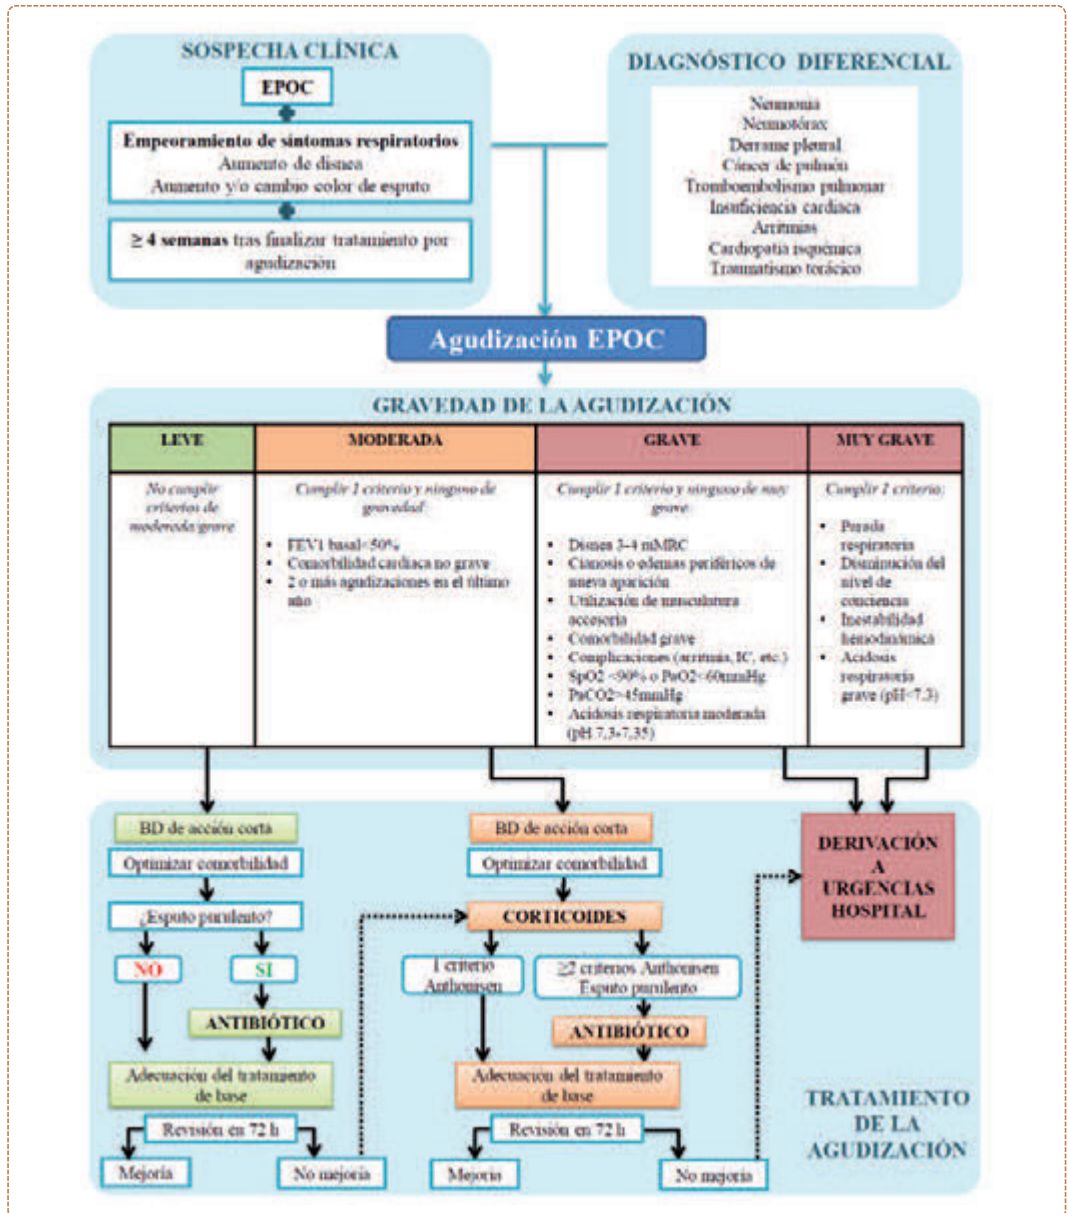 SOSPECHA CLÍNICA
EPOC
Empeoramiento de síntomas respiratorios
Aumento de disnea
Aumento y/o cambio color de esputo
≥ 4 semanas tras finalizar tratamiento por
agudización
DIAGNÓSTICO DIFERENCIAL
Neumonía
Neumotórax
Derrame pleural
Cáncer de pulmón
Tromboembolismo pulmonar
Insuficiencia cardiaca
Arritmias
Cardiopatía isquémica
Traumatismo torácico
Agudización EPOC
GRAVEDAD DE LA AGUDIZACIÓN
LEVE
No cumplir
criterios de
moderada/grave
MODERADA
Cumplir 1 criterio y ninguno de
gravedad:
• FEV1 basal<50%
• Comorbilidad cardiaca no grave
• 2 o más agudizaciones en el último
año
GRAVE
Cumplir 1 criterio y ninguno de muy
grave:
• Disnea 3-4 mMRC
• Cianosis o edemas periféricos de
nueva aparición
• Utilización de musculatura
accesoria
• Comorbilidad grave
• Complicaciones (arritmia, IC, etc.)
• SpO2 <90% o PaO2<60mmHg
• PaCO2>45mmHg
• Acidosis respiratoria moderada
(pH 7,3-7,35)
MUY GRAVE
Cumplir 1 criterio:
• Parada
respiratoria
• Disminución del
nivel de
conciencia
• Inestabilidad
hemodinámica
• Acidosis
respiratoria
grave (pH<7,3)
BD de acción corta
Optimizar comorbilidad
¿Esputo purulento?
NO
SI
ANTIBIÓTICO
Adecuación del tratamiento
de base
Revisión en 72 h
Mejoría
No mejoría
BD de acción corta
Optimizar comorbilidad
CORTICOIDES
1 criterio
Anthonisen
≥2 criterios Anthonisen
Esputo purulento
ANTIBIÓTICO
Adecuación del tratamiento
de base
Revisión en 72 h
Mejoría
No mejoría
DERIVACIÓN
A
URGENCIAS
HOSPITAL
TRATAMIENTO
DE LA
AGUDIZACIÓN